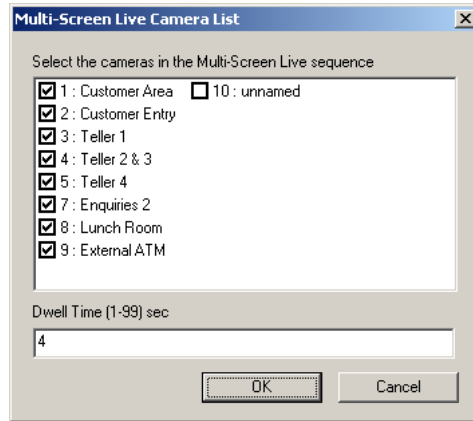 Multi-Screen Live Camera List
Select the cameras in the Multi-Screen Live sequence
1 : Customer Area 10 : unnamed
2 : Customer Entry
3 : Teller 1
4 : Teller 2 & 3
5 : Teller 4
7 : Enquiries 2
8 : Lunch Room
9 : External ATM
Dwell Time (1-99) sec
4
OK Cancel